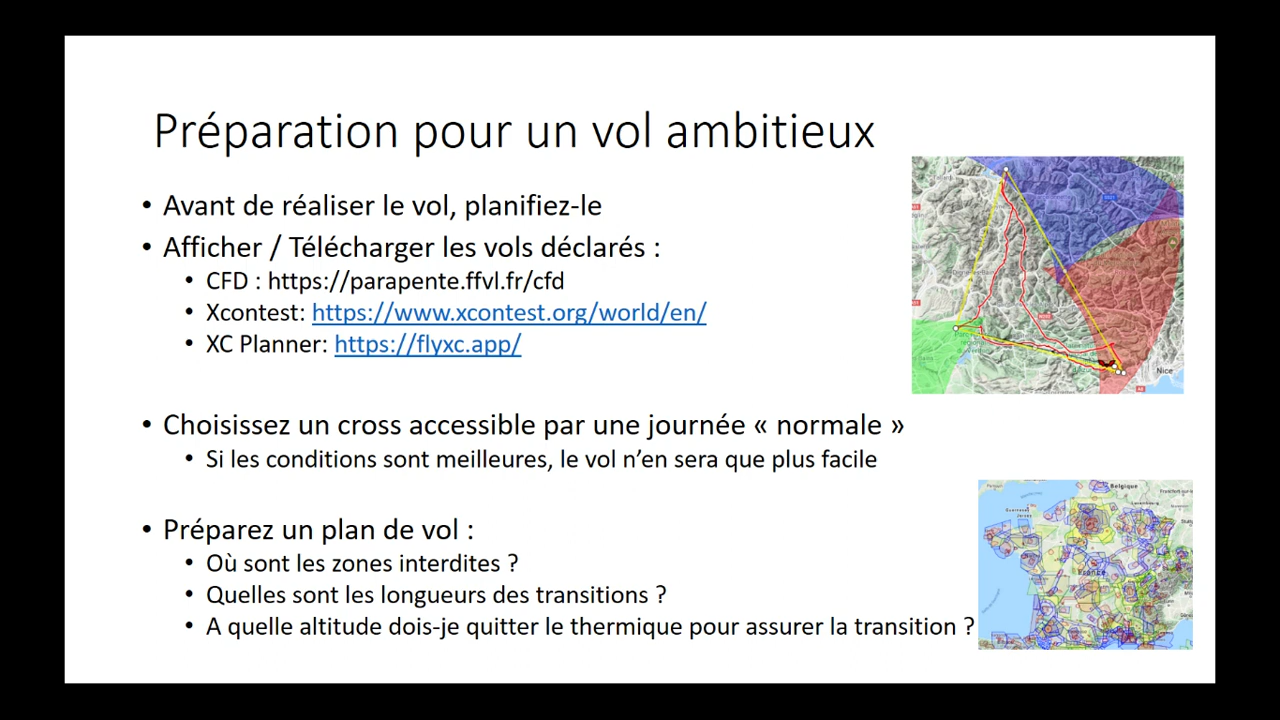 Préparation pour un vol ambitieux
• Avant de réaliser le vol, planifiez-le
• Afficher / Télécharger les vols déclarés :
• CFD : https://parapente.ffvl.fr/cfd
• Xcontest: https://www.xcontest.org/world/en/
• XC Planner: https://flyxc.app/
Nice
• Choisissez un cross accessible par une journée « normale »
• Si les conditions sont meilleures, le vol n’en sera que plus facile
Belgique
France
• Préparez un plan de vol :
• Où sont les zones interdites ?
• Quelles sont les longueurs des transitions ?
• A quelle altitude dois-je quitter le thermique pour assurer la transition ?